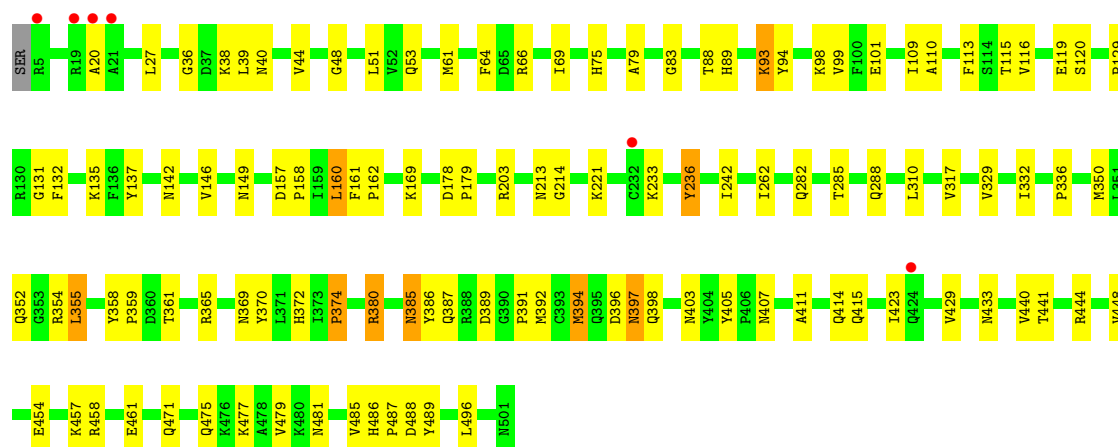 SER R5 R19 A20 A21 L27 G36 D37 K38 L39 N40 V44 G48 L51 V52 Q53 M61 F64 D65 R66 I69 H75 A79 G83 T88 H89 K93 Y94 K98 V99 F100 E101 I109 A110 F113 S114 T115 V116 E119 S120 R129
R130 G131 F132 K135 F136 Y137 N142 V146 N149 D157 P158 I159 L160 F161 P162 K169 D178 P179 R203 N213 G214 K221 C232 K233 Y236 I242 I262 Q282 T285 Q288 L310 V317 V329 I332 P336 M350 L351
Q352 G353 R354 L355 Y358 P359 D360 T361 R365 N369 Y370 L371 H372 I373 P374 R380 N385 Y386 Q387 R388 D389 G390 P391 M392 C393 M394 Q395 D396 N397 Q398 N403 Y404 Y405 P406 N407 A411 Q414 Q415 I423 Q424 V429 N433 V440 T441 R444 V448
E454 K457 R458 E461 Q471 Q475 K476 K477 A478 V479 K480 N481 V485 H486 P487 D488 Y489 L496 N501